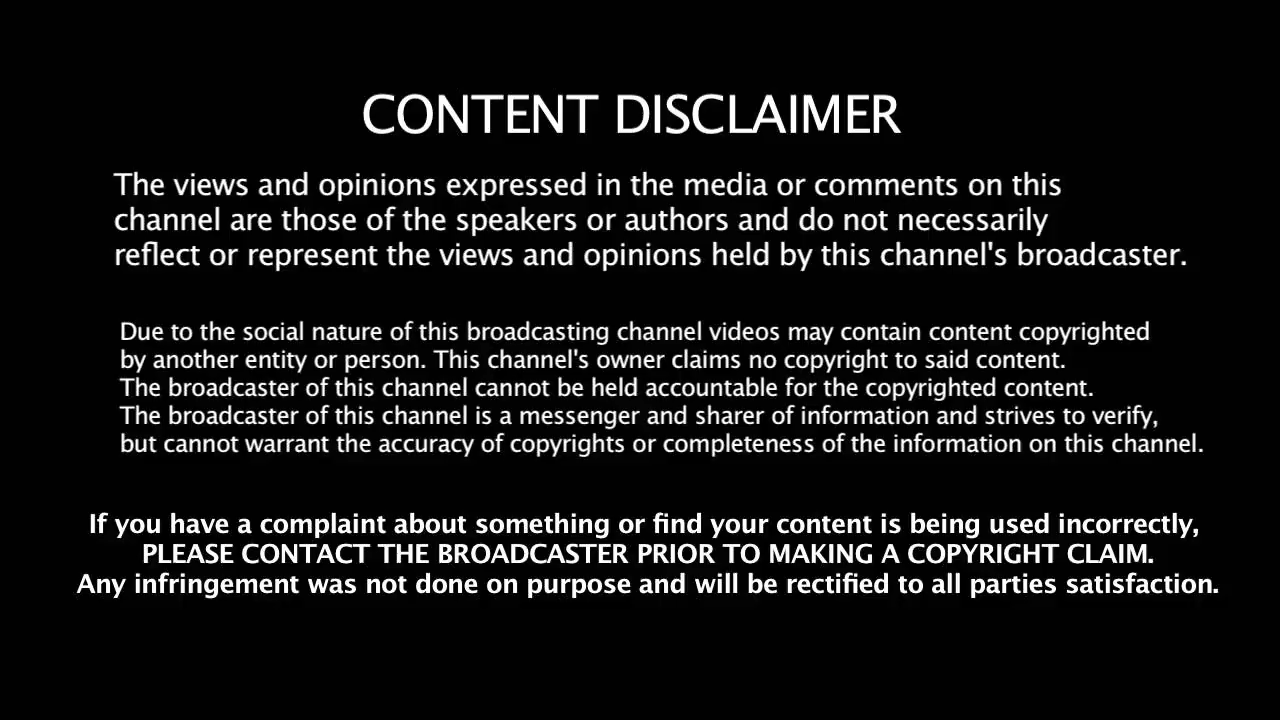 CONTENT DISCLAIMER
The views and opinions expressed in the media or comments on this
channel are those of the speakers or authors and do not necessarily
reflect or represent the views and opinions held by this channel's broadcaster.
Due to the social nature of this broadcasting channel videos may contain content copyrighted
by another entity or person. This channel's owner claims no copyright to said content.
The broadcaster of this channel cannot be held accountable for the copyrighted content.
The broadcaster of this channel is a messenger and sharer of information and strives to verify,
but cannot warrant the accuracy of copyrights or completeness of the information on this channel.
If you have a complaint about something or find your content is being used incorrectly,
PLEASE CONTACT THE BROADCASTER PRIOR TO MAKING A COPYRIGHT CLAIM.
Any infringement was not done on purpose and will be rectified to all parties satisfaction.